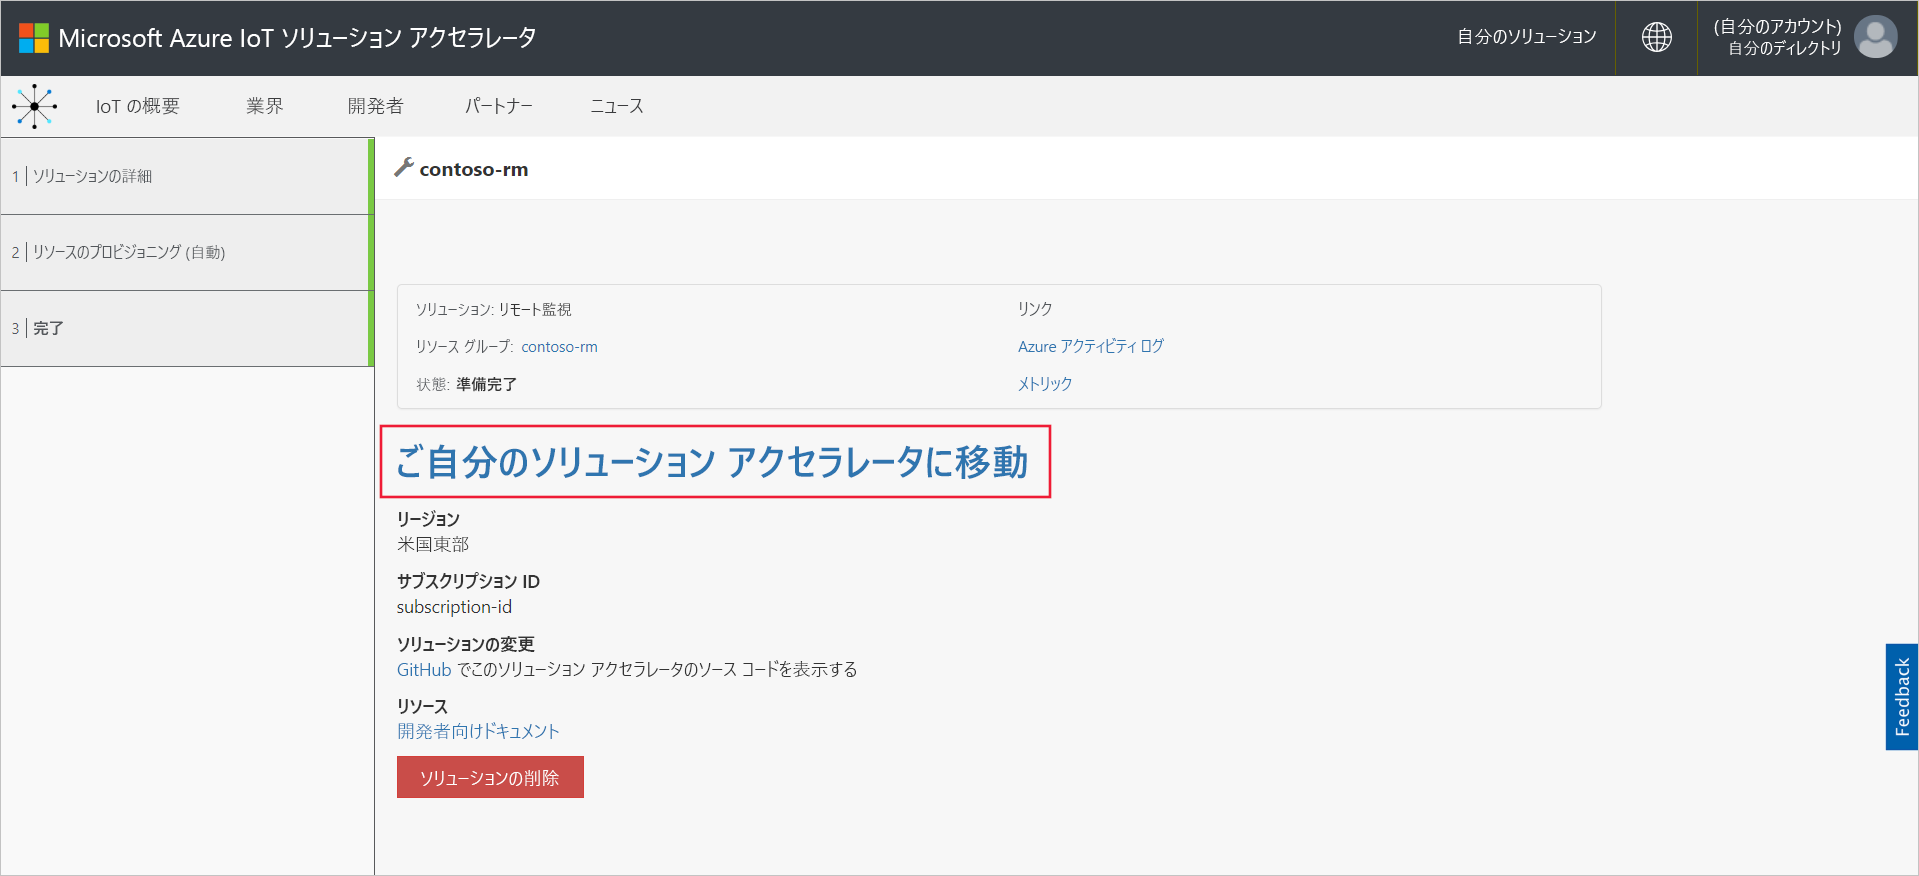 Microsoft Azure IoT ソリューション アクセラレータ
自分のソリューション
(自分のアカウント)
自分のディレクトリ
IoT の概要
業界
開発者
パートナー
ニュース
1 ソリューションの詳細
2 リソースのプロビジョニング (自動)
3 完了
contoso-rm
ソリューション: リモート監視
リンク
リソース グループ: contoso-rm
Azure アクティビティ ログ
状態: 準備完了
メトリック
ご自分のソリューション アクセラレータに移動
リージョン
米国東部
サブスクリプション ID
subscription-id
ソリューションの変更
GitHub でこのソリューション アクセラレータのソース コードを表示する
リソース
開発者向けドキュメント
ソリューションの削除
Feedback